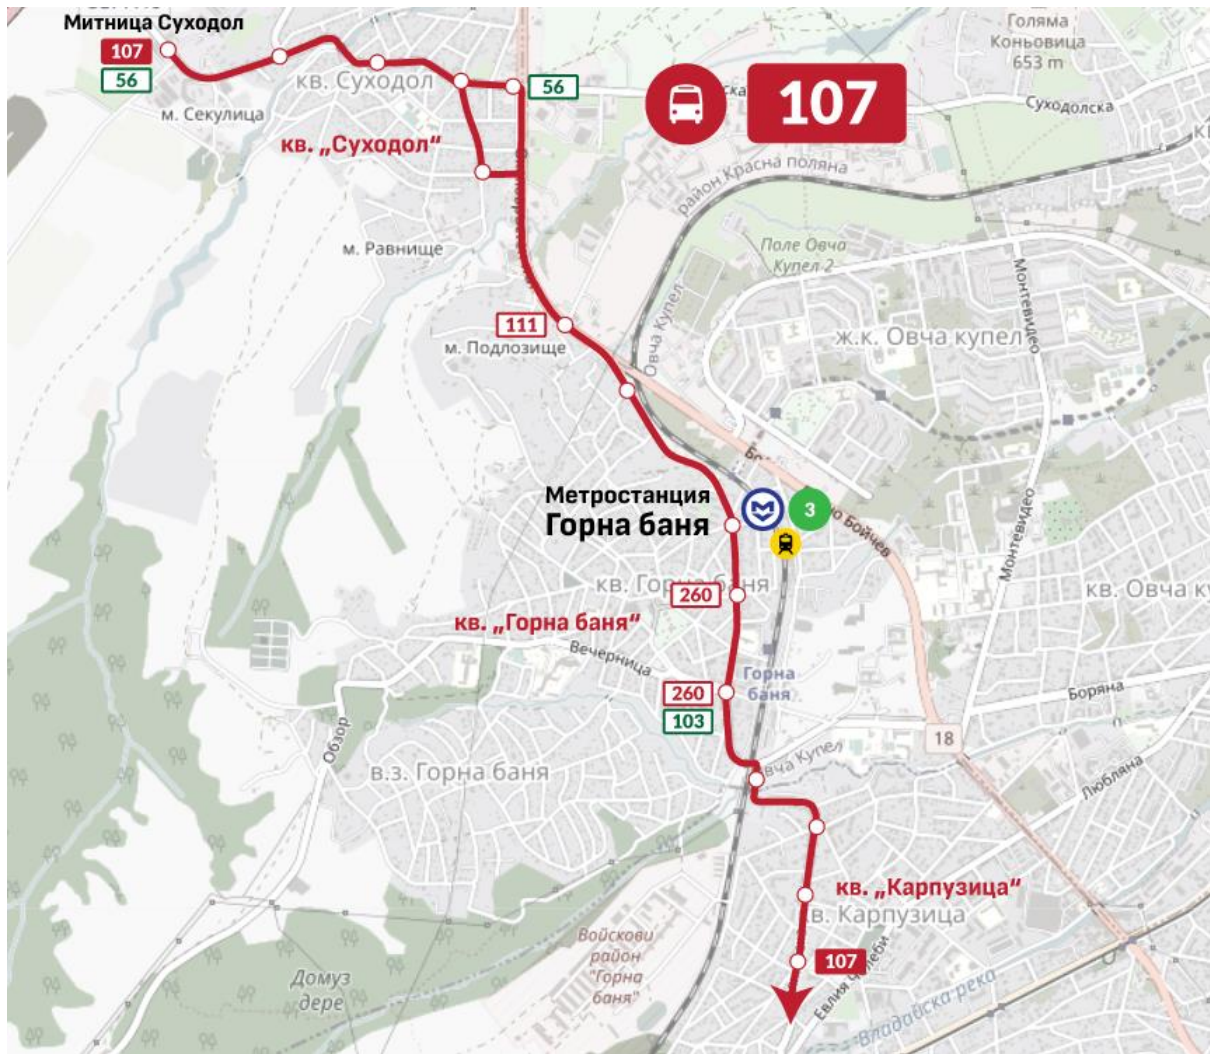 Митница Суходол
107
56
кв. Суходол
м. Секулица
кв. „Суходол“
56
107
Голяма
Коньовица
653 m
Суходолска
район Красна поляна
м. Равнище
Поле Овча
Купел 2
Монтевидео
111
м. Подлозище
Овча Купел
ж.к. Овча купел
Метростанция
Горна баня
3
Бойчев
Монтевидео
кв. Горна баня
260
кв. Овча
кв. „Горна баня“
Вечерница
Горна
баня
260
103
Боряна
18
Обзор
в.з. Горна баня
Овча Купел
Любляна
кв. „Карпузица“
кв. Карпузица
Войскови
район
"Горна
баня"
107
Домуз
дере
Евлия Челеби
Владайска река